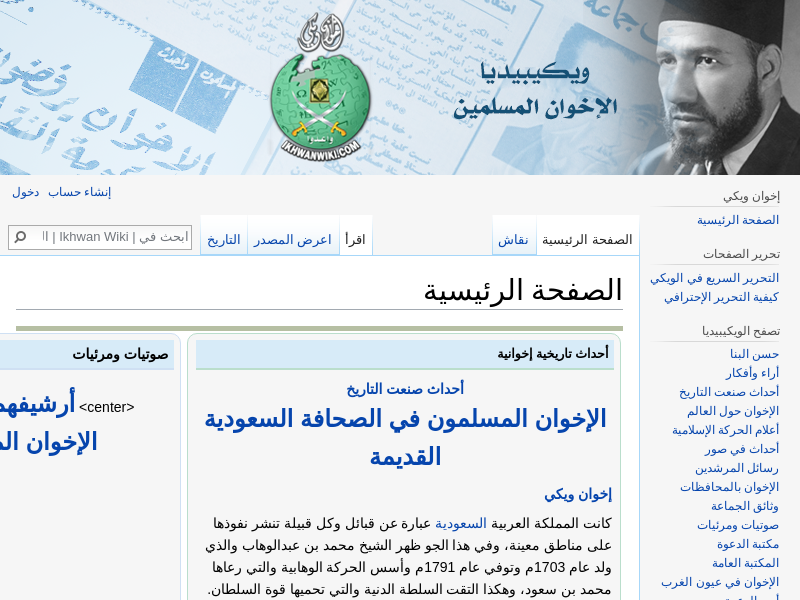 ويكيبيديا
الإخوان المسلمين
IKHWANWIKI.COM
وأعدوا
إنشاء حساب
دخول
إخوان ويكي
الصفحة الرئيسية
تحرير الصفحات
التحرير السريع في الويكي
كيفية التحرير الإحترافي
تصفح الويكيبيديا
حسن البنا
أراء وأفكار
أحداث صنعت التاريخ
الإخوان حول العالم
أعلام الحركة الإسلامية
أحداث في صور
رسائل المرشدين
الإخوان بالمحافظات
وثائق الجماعة
صوتيات ومرئيات
مكتبة الدعوة
المكتبة العامة
الإخوان في عيون الغرب
الصفحة الرئيسية
نقاش
اقرأ
اعرض المصدر
التاريخ
ابحث في | Ikhwan Wiki | ا
الصفحة الرئيسية
أحداث تاريخية إخوانية
أحداث صنعت التاريخ
الإخوان المسلمون في الصحافة السعودية
القديمة
إخوان ويكي
كانت المملكة العربية السعودية عبارة عن قبائل وكل قبيلة تنشر نفوذها
على مناطق معينة، وفي هذا الجو ظهر الشيخ محمد بن عبدالوهاب والذي
ولد عام 1703م وتوفي عام 1791م وأسس الحركة الوهابية والتي رعاها
محمد بن سعود، وهكذا التقت السلطة الدنية والتي تحميها قوة السلطان.
صوتيات ومرئيات
<center> أرشيفهم
الإخوان